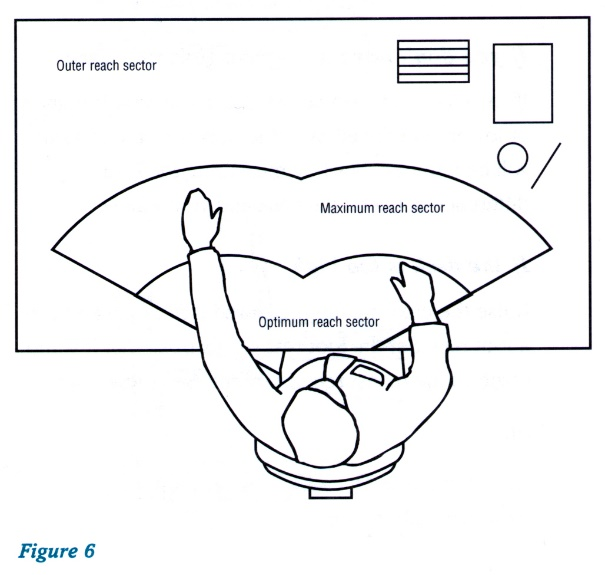 Outer reach sector
Maximum reach sector
Optimum reach sector
Figure 6